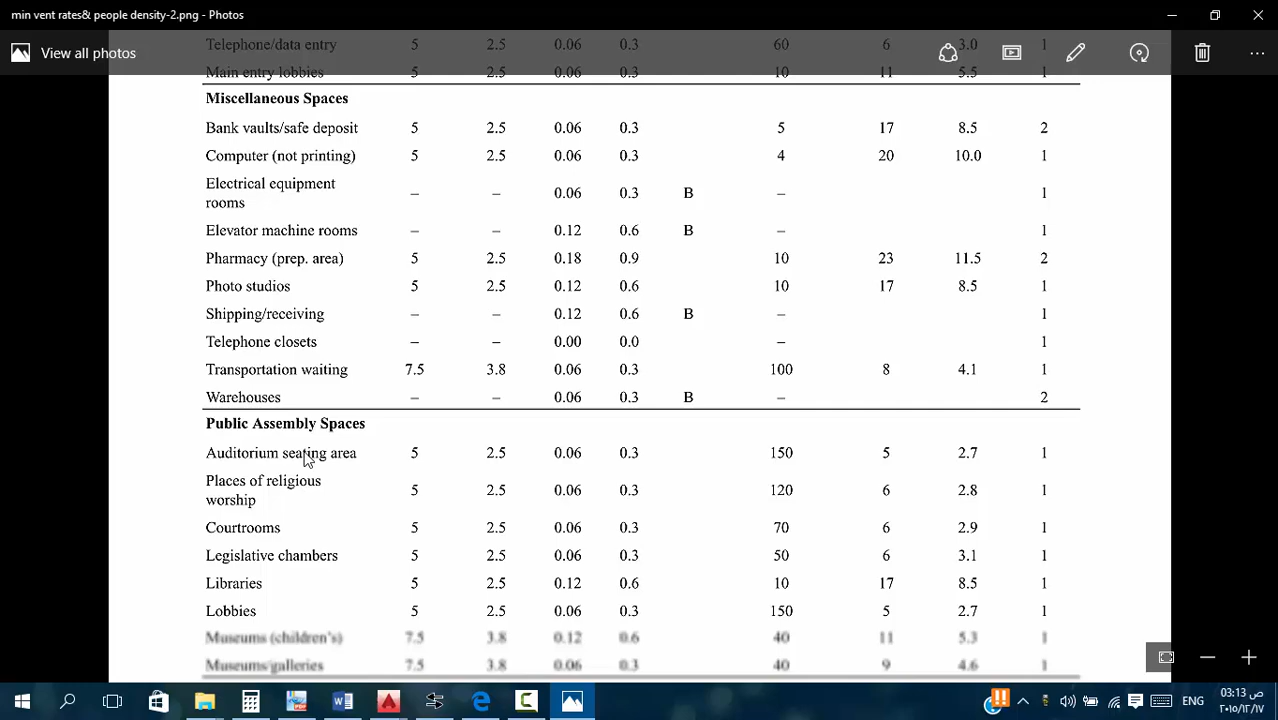 min vent rates& people density-2.png - Photos
View all photos
Telephone/data entry 5 2.5 0.06 0.3 60 6 3.0 1
Main entry lobbies 5 2.5 0.06 0.3 10 11 5.5 1
Miscellaneous Spaces
Bank vaults/safe deposit 5 2.5 0.06 0.3 5 17 8.5 2
Computer (not printing) 5 2.5 0.06 0.3 4 20 10.0 1
Electrical equipment
rooms – – 0.06 0.3 B – 1
Elevator machine rooms – – 0.12 0.6 B – 1
Pharmacy (prep. area) 5 2.5 0.18 0.9 10 23 11.5 2
Photo studios 5 2.5 0.12 0.6 10 17 8.5 1
Shipping/receiving – – 0.12 0.6 B – 1
Telephone closets – – 0.00 0.0 – 1
Transportation waiting 7.5 3.8 0.06 0.3 100 8 4.1 1
Warehouses – – 0.06 0.3 B – 2
Public Assembly Spaces
Auditorium seating area 5 2.5 0.06 0.3 150 5 2.7 1
Places of religious
worship 5 2.5 0.06 0.3 120 6 2.8 1
Courtrooms 5 2.5 0.06 0.3 70 6 2.9 1
Legislative chambers 5 2.5 0.06 0.3 50 6 3.1 1
Libraries 5 2.5 0.12 0.6 10 17 8.5 1
Lobbies 5 2.5 0.06 0.3 150 5 2.7 1
Museums (children's) 7.5 3.8 0.12 0.6 40 11 5.3 1
Museums/galleries 7.5 3.8 0.06 0.3 40 9 4.6 1
ENG
03:13 ص
٢٠١٥/١٢/١٧